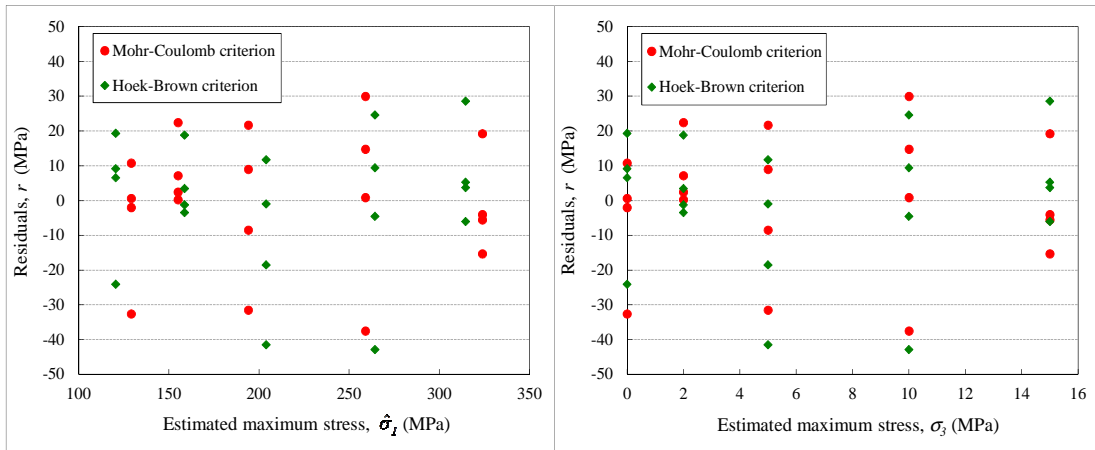 50
40
30
20
10
0
-10
-20
-30
-40
-50
Residuals, r (MPa)
Mohr-Coulomb criterion
Hoek-Brown criterion
100 150 200 250 300 350
Estimated maximum stress, σ̂₁ (MPa)
50
40
30
20
10
0
-10
-20
-30
-40
-50
Residuals, r (MPa)
Mohr-Coulomb criterion
Hoek-Brown criterion
0 2 4 6 8 10 12 14 16
Estimated maximum stress, σ₃ (MPa)